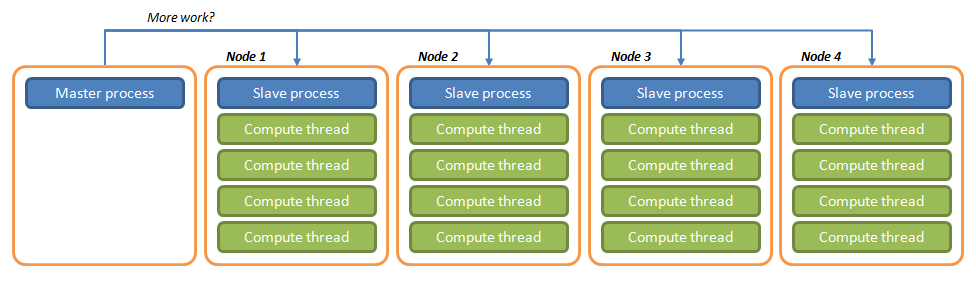 More work?
Node 1 Node 2 Node 3 Node 4
Master process Slave process Slave process Slave process Slave process
Compute thread Compute thread Compute thread Compute thread
Compute thread Compute thread Compute thread Compute thread
Compute thread Compute thread Compute thread Compute thread
Compute thread Compute thread Compute thread Compute thread